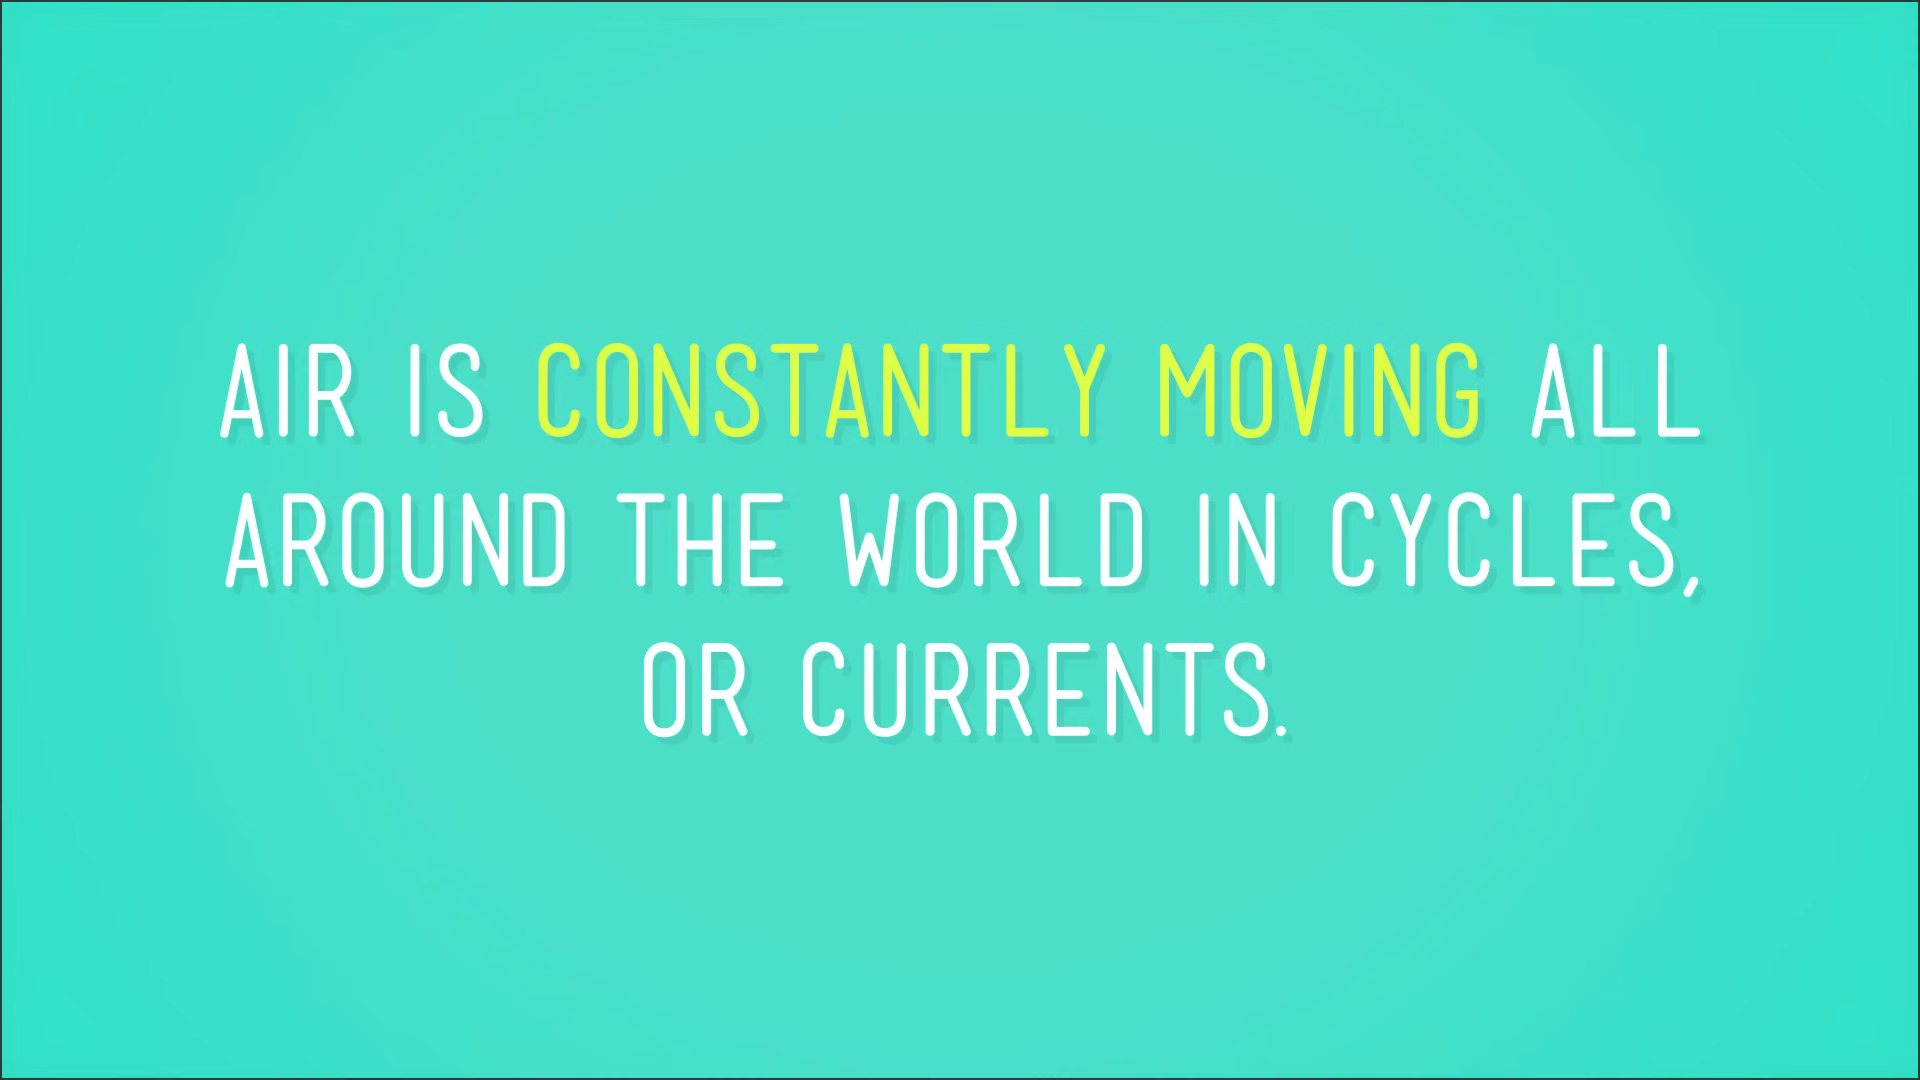 AIR IS CONSTANTLY MOVING ALL
AROUND THE WORLD IN CYCLES,
OR CURRENTS.